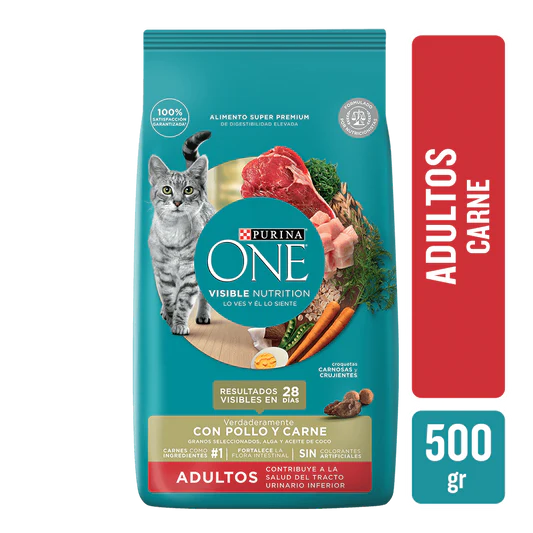 100%
SATISFACCIÓN
GARANTIZADA*
ALIMENTO SUPER PREMIUM
DE DIGESTIBILIDAD ELEVADA
FORMULADO
POR NUTRICIONISTAS
PURINA
ONE
VISIBLE NUTRITION
LO VES Y ÉL LO SIENTE
croquetas
CARNOSAS y
CRUJIENTES
RESULTADOS
VISIBLES EN
28
DÍAS
Verdaderamente
CON POLLO Y CARNE
GRANOS SELECCIONADOS, ALGA Y ACEITE DE COCO
CARNES COMO
INGREDIENTES #1
FORTALECE LA
FLORA INTESTINAL
SIN COLORANTES
ARTIFICIALES
ADULTOS
CONTRIBUYE A LA
SALUD DEL TRACTO
URINARIO INFERIOR
ADULTOS
CARNE
500
gr